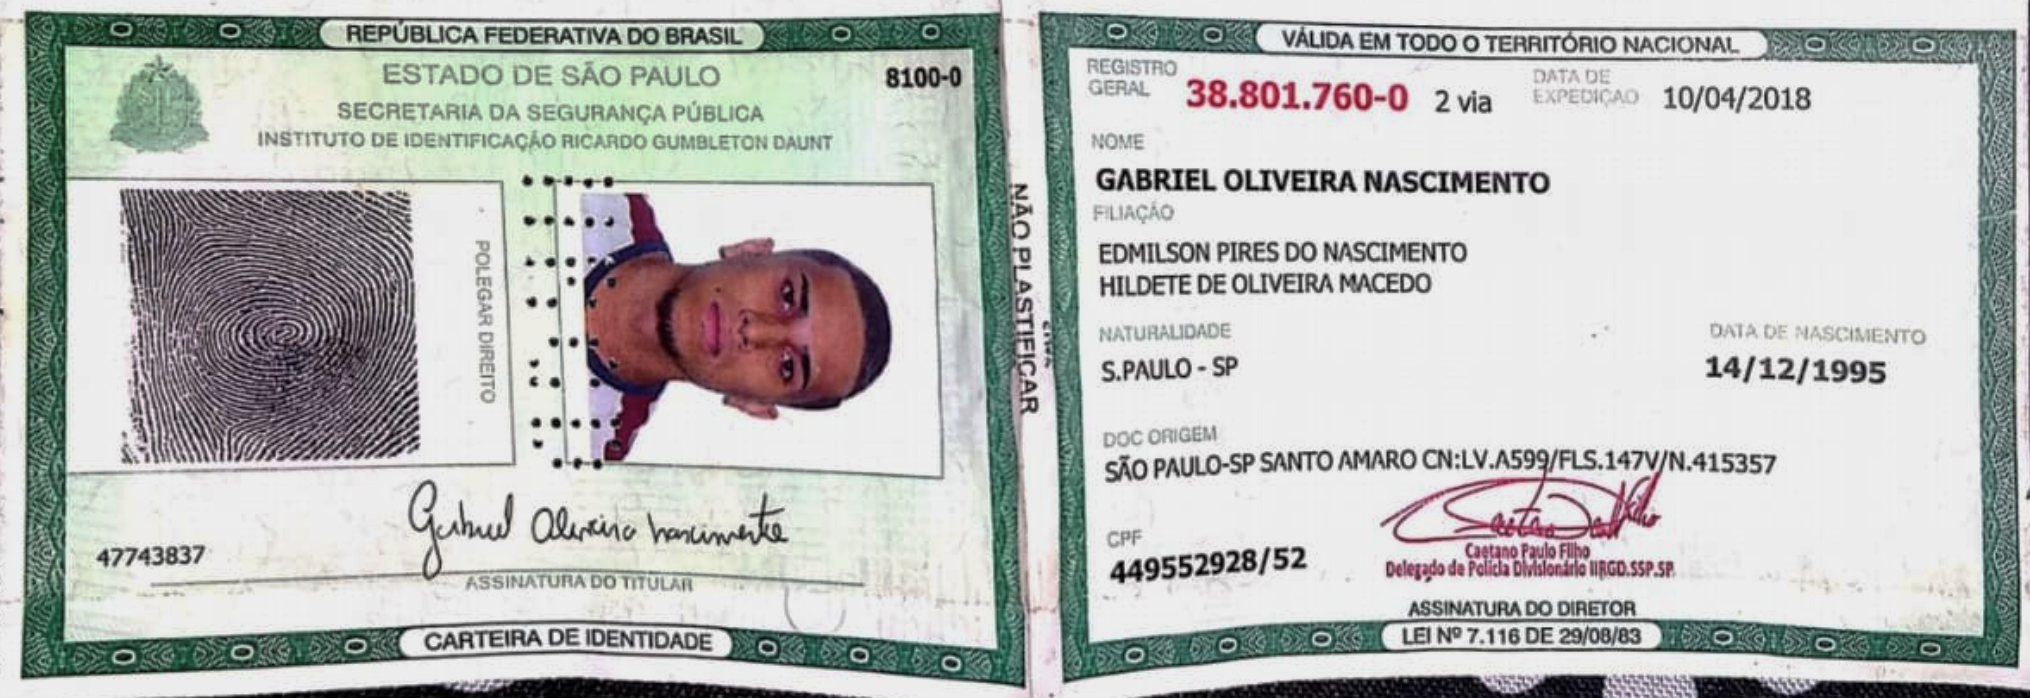 REPÚBLICA FEDERATIVA DO BRASIL
ESTADO DE SÃO PAULO
8100-0
SECRETARIA DA SEGURANÇA PÚBLICA
INSTITUTO DE IDENTIFICAÇÃO RICARDO GUMBLETON DAUNT
POLEGAR DIREITO
Gabriel Oliveira Nascimento
47743837
ASSINATURA DO TITULAR
CARTEIRA DE IDENTIDADE
NÃO PLASTIFICAR
VÁLIDA EM TODO O TERRITÓRIO NACIONAL
REGISTRO GERAL 38.801.760-0 2 via DATA DE EXPEDIÇÃO 10/04/2018
NOME
GABRIEL OLIVEIRA NASCIMENTO
FILIAÇÃO
EDMILSON PIRES DO NASCIMENTO
HILDETE DE OLIVEIRA MACEDO
NATURALIDADE DATA DE NASCIMENTO
S.PAULO - SP 14/12/1995
DOC ORIGEM
SÃO PAULO-SP SANTO AMARO CN:LV.A599/FLS.147V/N.415357
CPF
449552928/52
Caetano Paulo Filho
Delegado de Polícia Divisionário IIRGD.SSP.SP.
ASSINATURA DO DIRETOR
LEI Nº 7.116 DE 29/08/83